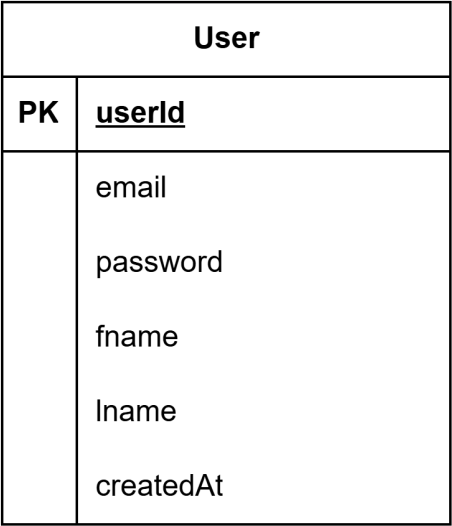 User
PK userId
email
password
fname
lname
createdAt